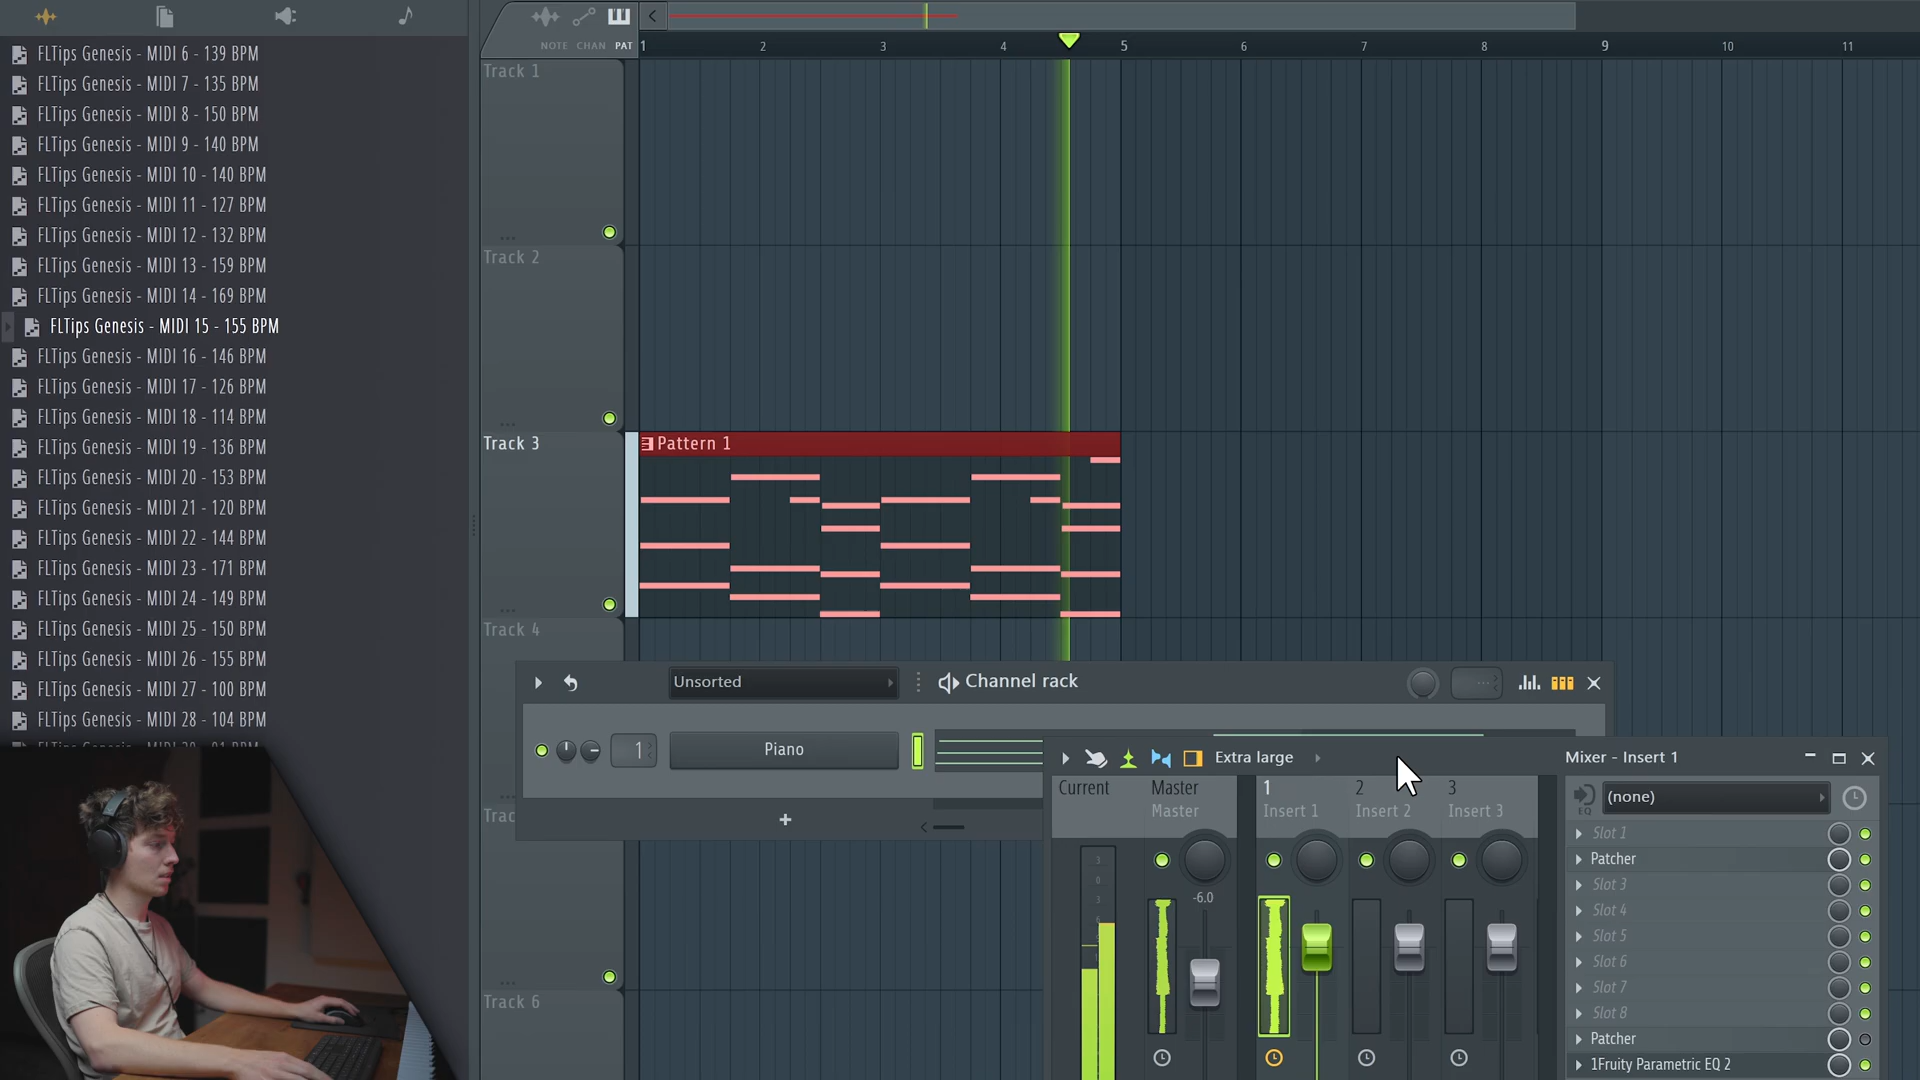 FLTips Genesis - MIDI 6 - 139 BPM
FLTips Genesis - MIDI 7 - 135 BPM
FLTips Genesis - MIDI 8 - 150 BPM
FLTips Genesis - MIDI 9 - 140 BPM
FLTips Genesis - MIDI 10 - 140 BPM
FLTips Genesis - MIDI 11 - 127 BPM
FLTips Genesis - MIDI 12 - 132 BPM
FLTips Genesis - MIDI 13 - 159 BPM
FLTips Genesis - MIDI 14 - 169 BPM
FLTips Genesis - MIDI 15 - 155 BPM
FLTips Genesis - MIDI 16 - 146 BPM
FLTips Genesis - MIDI 17 - 126 BPM
FLTips Genesis - MIDI 18 - 114 BPM
FLTips Genesis - MIDI 19 - 136 BPM
FLTips Genesis - MIDI 20 - 153 BPM
FLTips Genesis - MIDI 21 - 120 BPM
FLTips Genesis - MIDI 22 - 144 BPM
FLTips Genesis - MIDI 23 - 171 BPM
FLTips Genesis - MIDI 24 - 149 BPM
FLTips Genesis - MIDI 25 - 150 BPM
FLTips Genesis - MIDI 26 - 155 BPM
FLTips Genesis - MIDI 27 - 100 BPM
FLTips Genesis - MIDI 28 - 104 BPM
NOTE CHAN PAT
1 2 3 4 5 6 7 8 9 10 11
Track 1
Track 2
Track 3
Pattern 1
Track 4
Trac
Track 6
Unsorted
Channel rack
1
Piano
+
Extra large
Mixer - Insert 1
Current
Master
Master
1
Insert 1
2
Insert 2
3
Insert 3
-6.0
3
0
3
(none)
EQ
Slot 1
Patcher
Slot 3
Slot 4
Slot 5
Slot 6
Slot 7
Slot 8
Patcher
1Fruity Parametric EQ 2